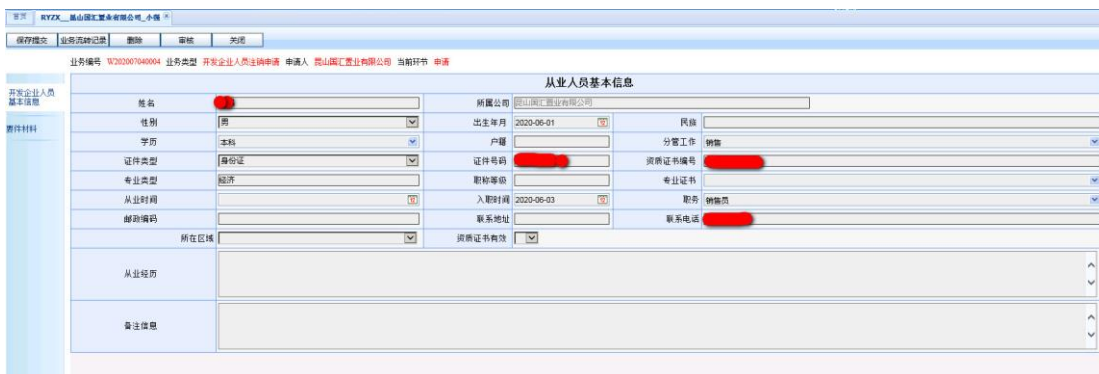 首页 RYZX__昆山国汇置业有限公司_小强
保存提交 业务流转记录 删除 审核 关闭
业务编号 W202007040004 业务类型 开发企业人员注销申请 申请人 昆山国汇置业有限公司 当前环节 申请
开发企业人员
基本信息
要件材料
从业人员基本信息
姓名 所属公司 昆山国汇置业有限公司
性别 男 出生年月 2020-06-01 民族
学历 本科 户籍 分管工作 销售
证件类型 身份证 证件号码 资质证书编号
专业类型 经济 职称等级 专业证书
从业时间 入职时间 2020-06-03 职务 销售员
邮政编码 联系地址 联系电话
所在区域 资质证书有效
从业经历
备注信息